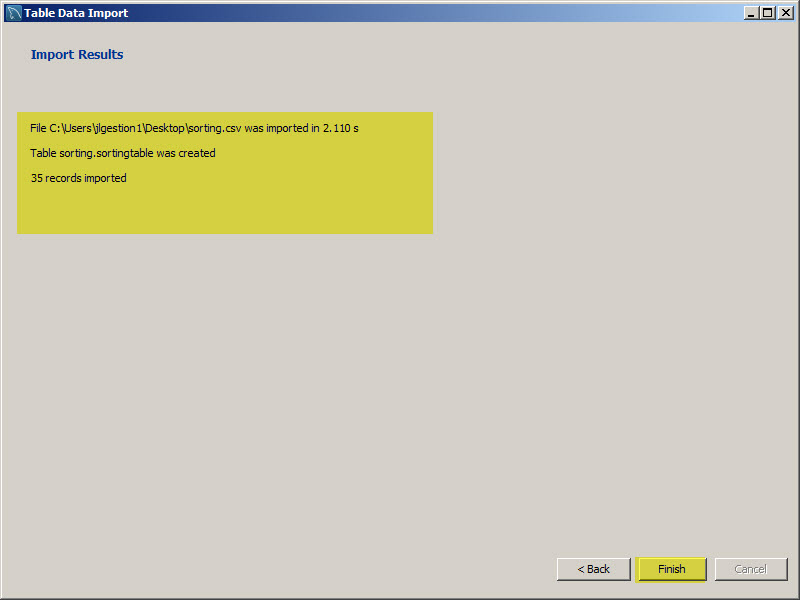 Table Data Import
Import Results
File C:\Users\jlgestion1\Desktop\sorting.csv was imported in 2.110 s
Table sorting.sortingtable was created
35 records imported
< Back
Finish
Cancel